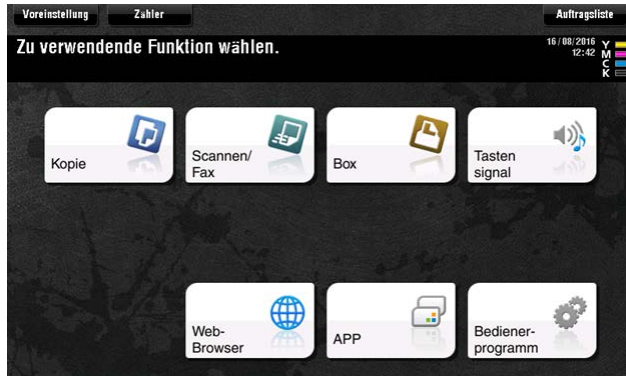 Voreinstellung Zähler Auftragsliste
Zu verwendende Funktion wählen.
16/08/2016
12:42
Y
M
C
K
Kopie
Scannen/
Fax
Box
Tasten
signal
Web-
Browser
APP
Bediener-
programm